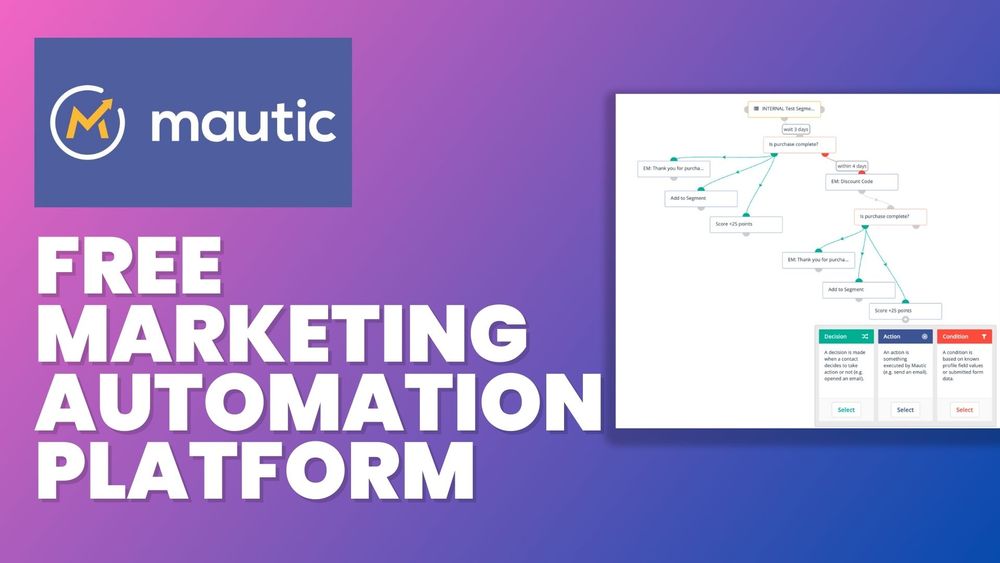 mautic
FREE
MARKETING
AUTOMATION
PLATFORM
INTERNAL Test Segme...
wait 3 days
Is purchase complete?
within 4 days
EM: Thank you for purcha...
EM: Discount Code
Add to Segment
Score +25 points
Is purchase complete?
EM: Thank you for purcha...
Add to Segment
Score +25 points
Decision
A decision is made
when a contact
decides to take
action or not (e.g.
opened an email).
Select
Action
An action is
something
executed by Mautic
(e.g. send an email).
Select
Condition
A condition is
based on known
profile field values
or submitted form
data.
Select